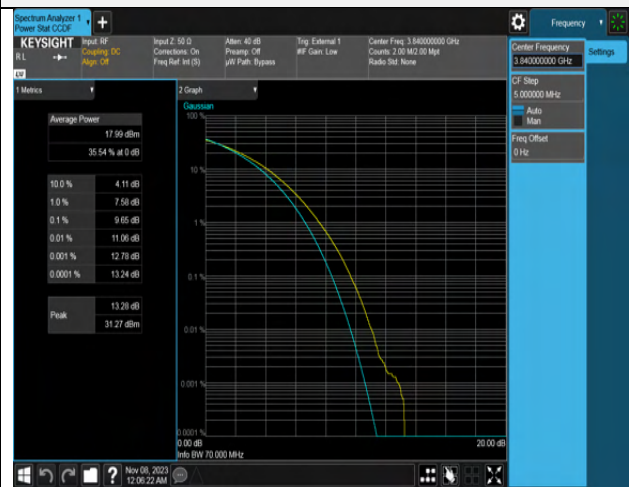 Spectrum Analyzer 1
Power Stat CCDF
Frequency
KEYSIGHT
Input: RF
Input Z: 50 Ω
Atten: 40 dB
Trig: External 1
Center Freq: 3.840000000 GHz
R L
Coupling: DC
Corrections: On
Preamp: Off
#IF Gain: Low
Counts: 2.00 M/2.00 Mpt
Align: Off
Freq Ref: Int (S)
µW Path: Bypass
Radio Std: None
Center Frequency
3.840000000 GHz
Settings
CF Step
5.000000 MHz
Auto
Man
Freq Offset
0 Hz
1 Metrics
Average Power
17.99 dBm
35.54 % at 0 dB
10.0 % 4.11 dB
1.0 % 7.58 dB
0.1 % 9.65 dB
0.01 % 11.06 dB
0.001 % 12.78 dB
0.0001 % 13.24 dB
Peak
13.28 dB
31.27 dBm
2 Graph
Gaussian
100 %
10 %
1 %
0.1 %
0.01 %
0.001 %
0.0001 %
0.00 dB
20.00 dB
Info BW 70.000 MHz
?
Nov 08, 2023
12:06:22 AM